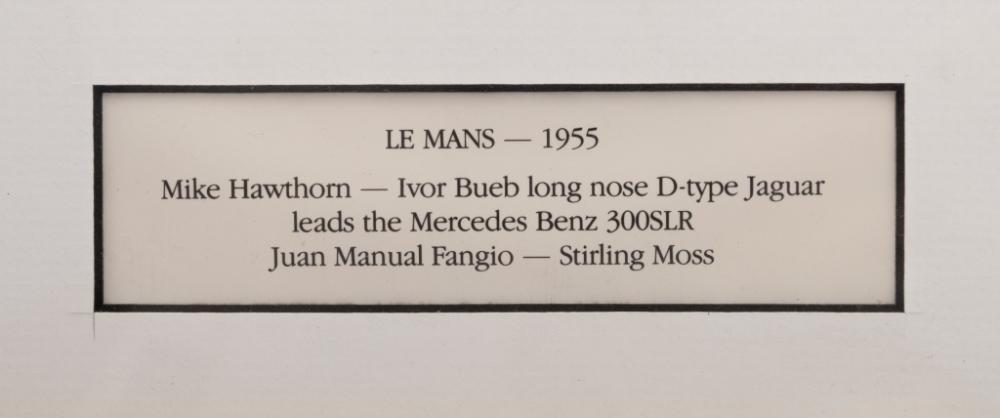 LE MANS — 1955
Mike Hawthorn — Ivor Bueb long nose D-type Jaguar
leads the Mercedes Benz 300SLR
Juan Manual Fangio — Stirling Moss